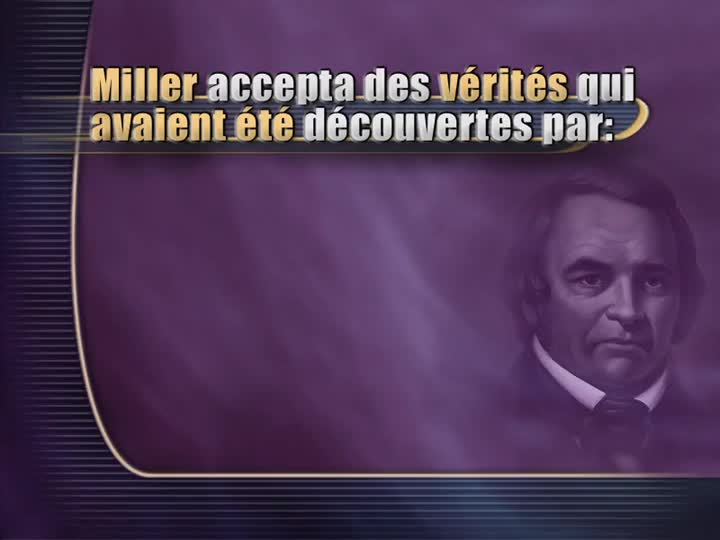 Miller accepta des vérités qui
avaient été découvertes par: